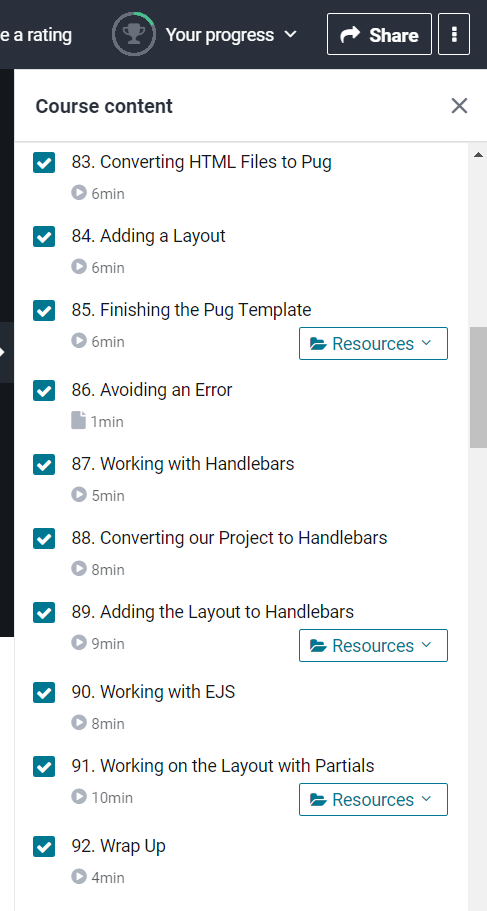 e a rating
Your progress
Share
Course content
83. Converting HTML Files to Pug
6min
84. Adding a Layout
6min
85. Finishing the Pug Template
6min
Resources
86. Avoiding an Error
1min
87. Working with Handlebars
5min
88. Converting our Project to Handlebars
8min
89. Adding the Layout to Handlebars
9min
Resources
90. Working with EJS
8min
91. Working on the Layout with Partials
10min
Resources
92. Wrap Up
4min